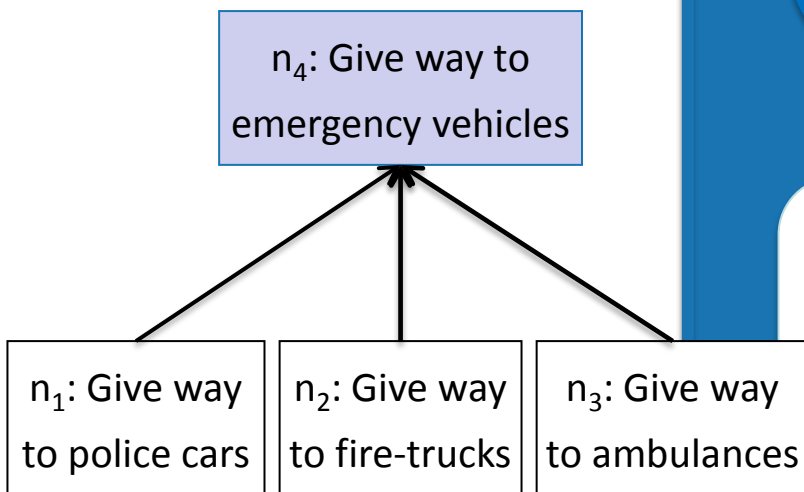 n₄: Give way to
emergency vehicles
n₁: Give way
to police cars
n₂: Give way
to fire-trucks
n₃: Give way
to ambulances